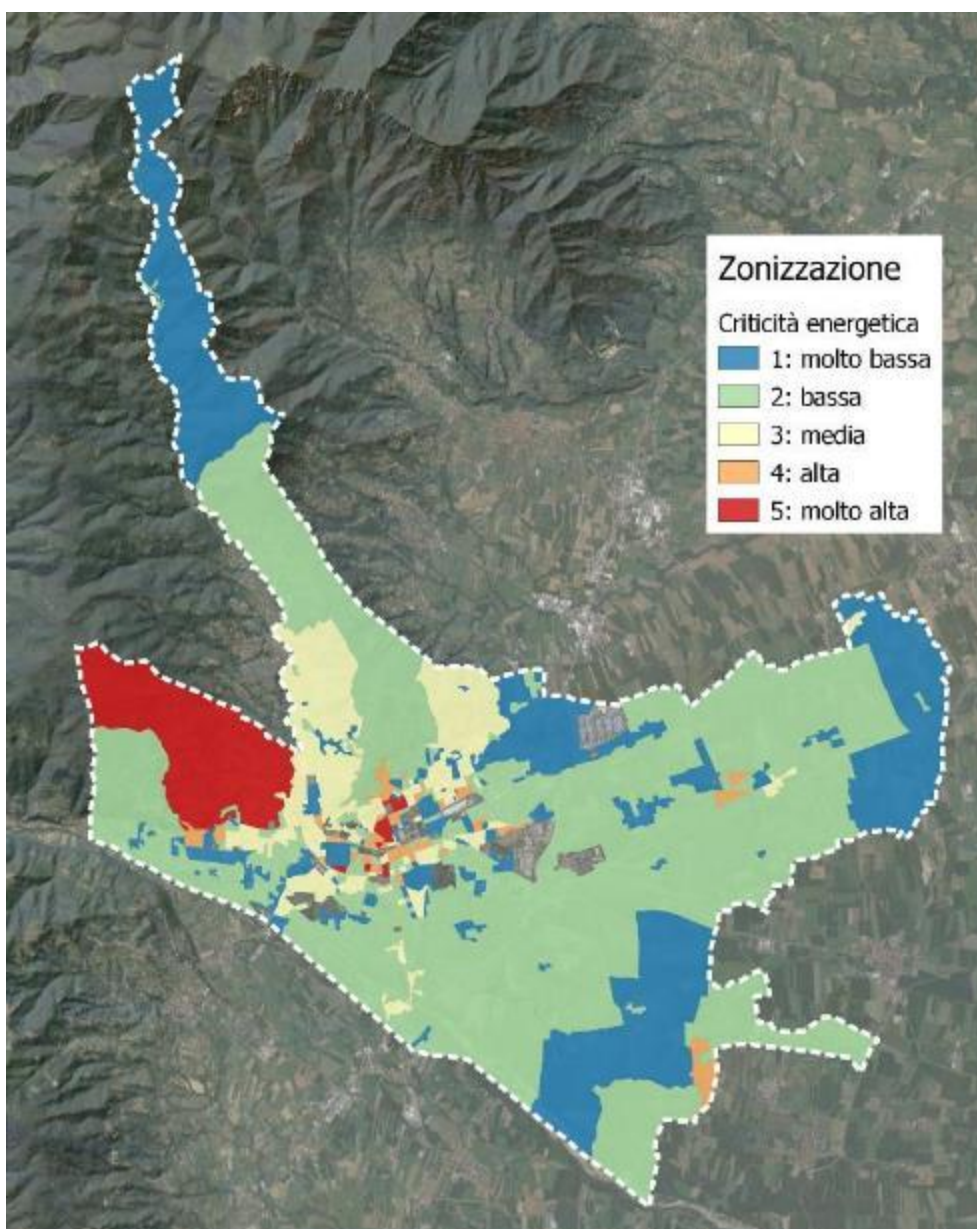 Zonizzazione
Criticità energetica
1: molto bassa
2: bassa
3: media
4: alta
5: molto alta